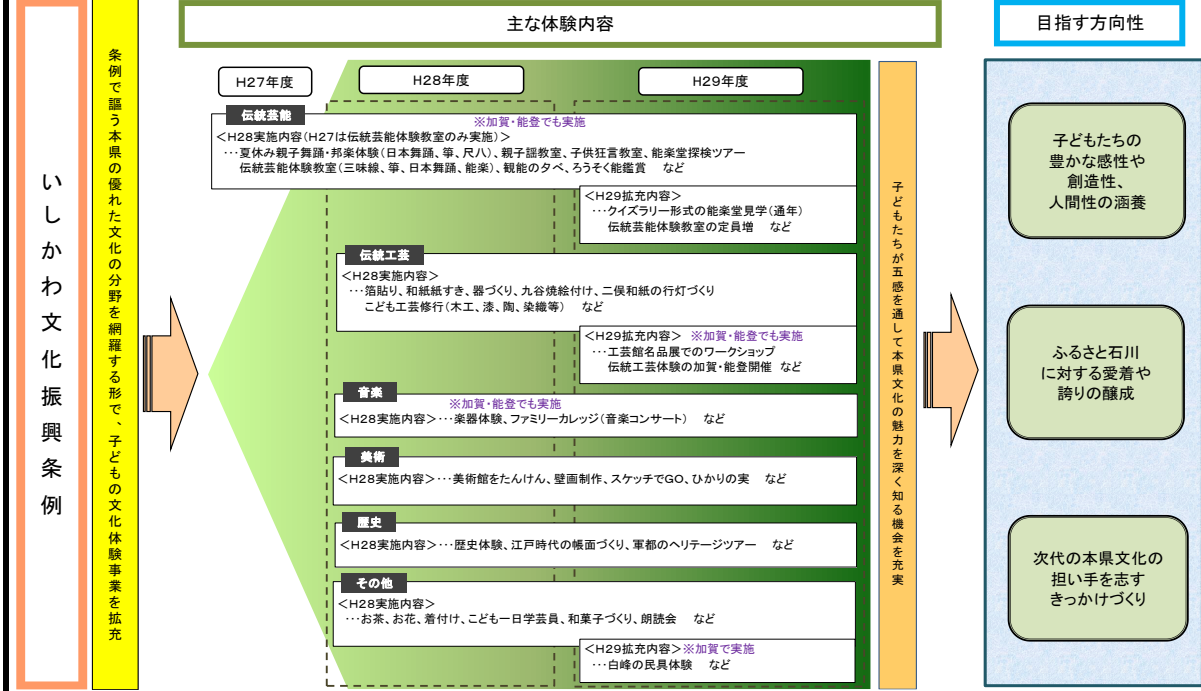 いしかわ文化振興条例
条例で謳う本県の優れた文化の分野を網羅する形で、子どもの文化体験事業を拡充
主な体験内容
H27年度
H28年度
H29年度
伝統芸能
※加賀・能登でも実施
<H28実施内容(H27は伝統芸能体験教室のみ実施)>
…夏休み親子舞踊・邦楽体験(日本舞踊、箏、尺八)、親子謡教室、子供狂言教室、能楽堂探検ツアー
伝統芸能体験教室(三味線、箏、日本舞踊、能楽)、観能の夕べ、ろうそく能鑑賞 など
<H29拡充内容>
…クイズラリー形式の能楽堂見学(通年)
伝統芸能体験教室の定員増 など
伝統工芸
<H28実施内容>
…箔貼り、和紙紙すき、器づくり、九谷焼絵付け、二俣和紙の行灯づくり
こども工芸修行(木工、漆、陶、染織等) など
<H29拡充内容> ※加賀・能登でも実施
…工芸館名品展でのワークショップ
伝統工芸体験の加賀・能登開催 など
音楽
※加賀・能登でも実施
<H28実施内容>…楽器体験、ファミリーカレッジ(音楽コンサート) など
美術
<H28実施内容>…美術館をたんけん、壁画制作、スケッチでGO、ひかりの実 など
歴史
<H28実施内容>…歴史体験、江戸時代の帳面づくり、軍都のヘリテージツアー など
その他
<H28実施内容>
…お茶、お花、着付け、こども一日学芸員、和菓子づくり、朗読会 など
<H29拡充内容>※加賀で実施
…白峰の民具体験 など
子どもたちが五感を通して本県文化の魅力を深く知る機会を充実
目指す方向性
子どもたちの
豊かな感性や
創造性、
人間性の涵養
ふるさと石川
に対する愛着や
誇りの醸成
次代の本県文化の
担い手を志す
きっかけづくり